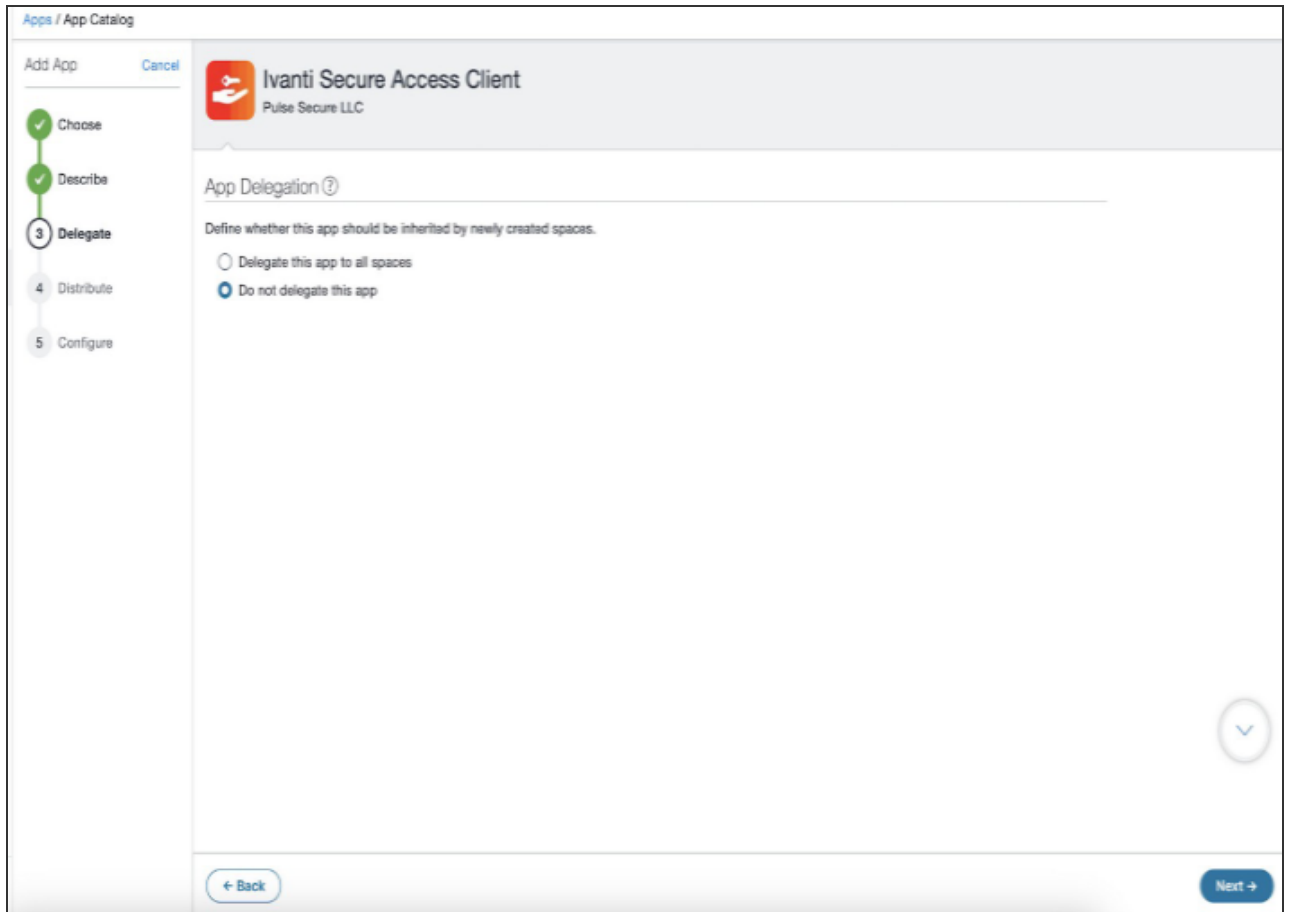 Apps / App Catalog
Add App Cancel
Choose
Describe
3 Delegate
4 Distribute
5 Configure
Ivanti Secure Access Client
Pulse Secure LLC
App Delegation ?
Define whether this app should be inherited by newly created spaces.
Delegate this app to all spaces
Do not delegate this app
← Back
Next →